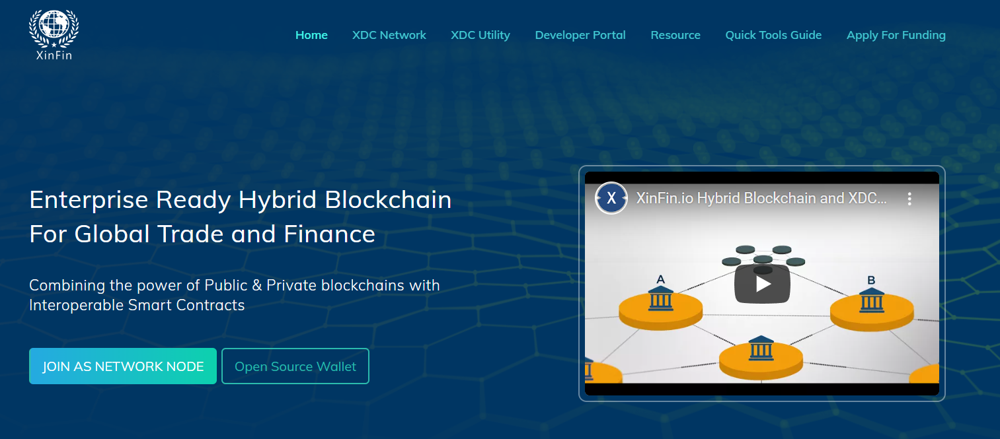 XinFin
Home
XDC Network
XDC Utility
Developer Portal
Resource
Quick Tools Guide
Apply For Funding
Enterprise Ready Hybrid Blockchain
For Global Trade and Finance
Combining the power of Public & Private blockchains with
Interoperable Smart Contracts
JOIN AS NETWORK NODE
Open Source Wallet
X
XinFin.io Hybrid Blockchain and XDC...
A
B